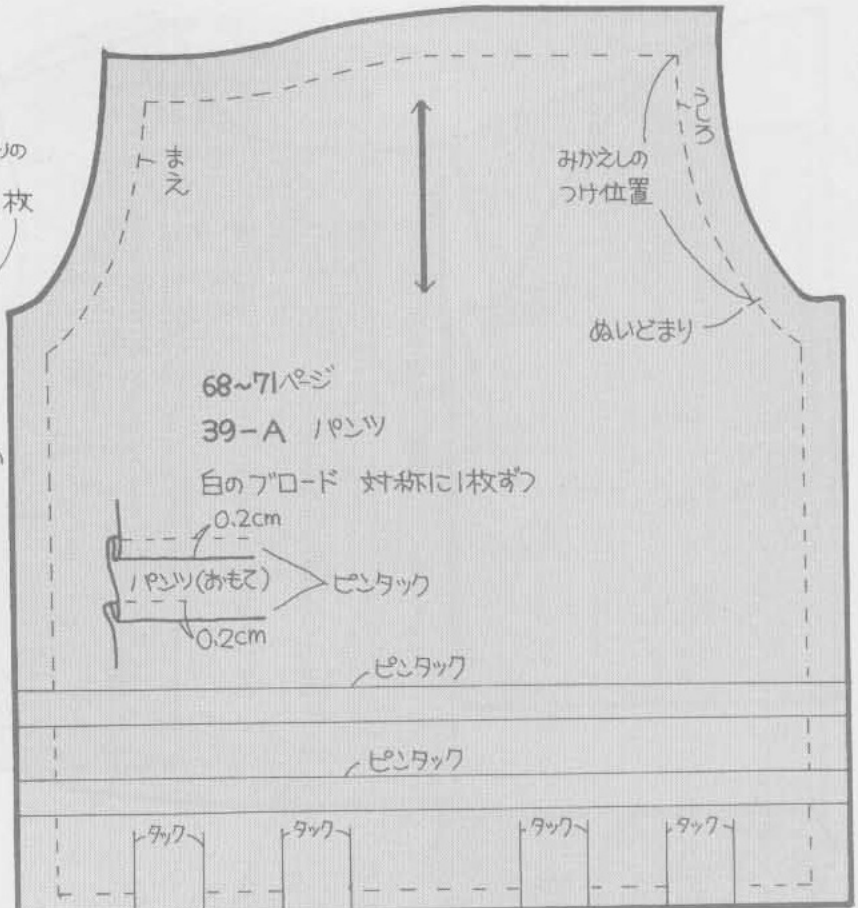 うしろ
まえ
りの
枚
みかえしの
つけ位置
ぬいどまり
68~71ページ
39-A パンツ
白のブロード 対称に1枚ずつ
0.2cm
パンツ(おもて)
ピンタック
0.2cm
ピンタック
ピンタック
タック
タック
タック
タック